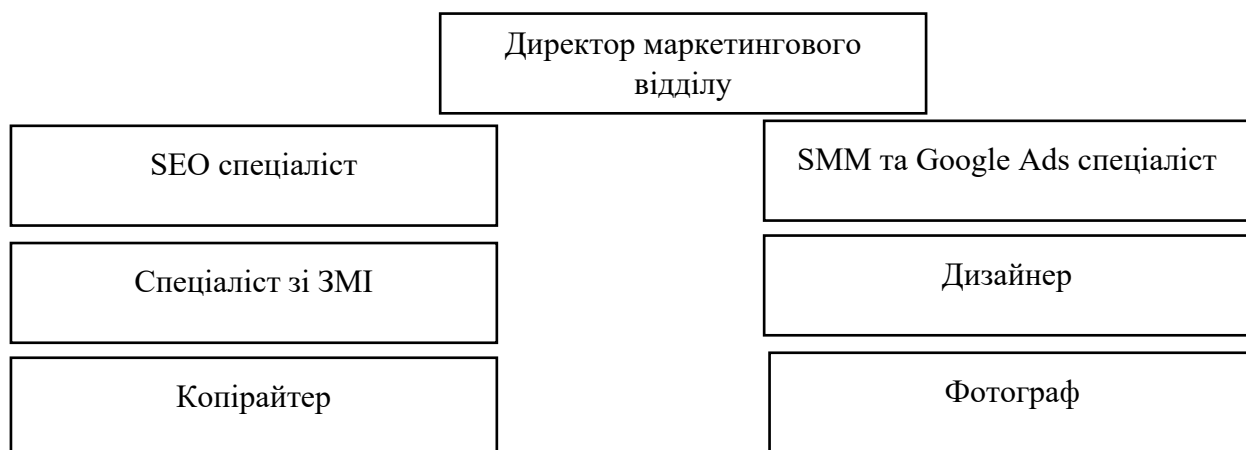 Директор маркетингового
відділу
SEO спеціаліст
SMM та Google Ads спеціаліст
Спеціаліст зі ЗМІ
Дизайнер
Копірайтер
Фотограф